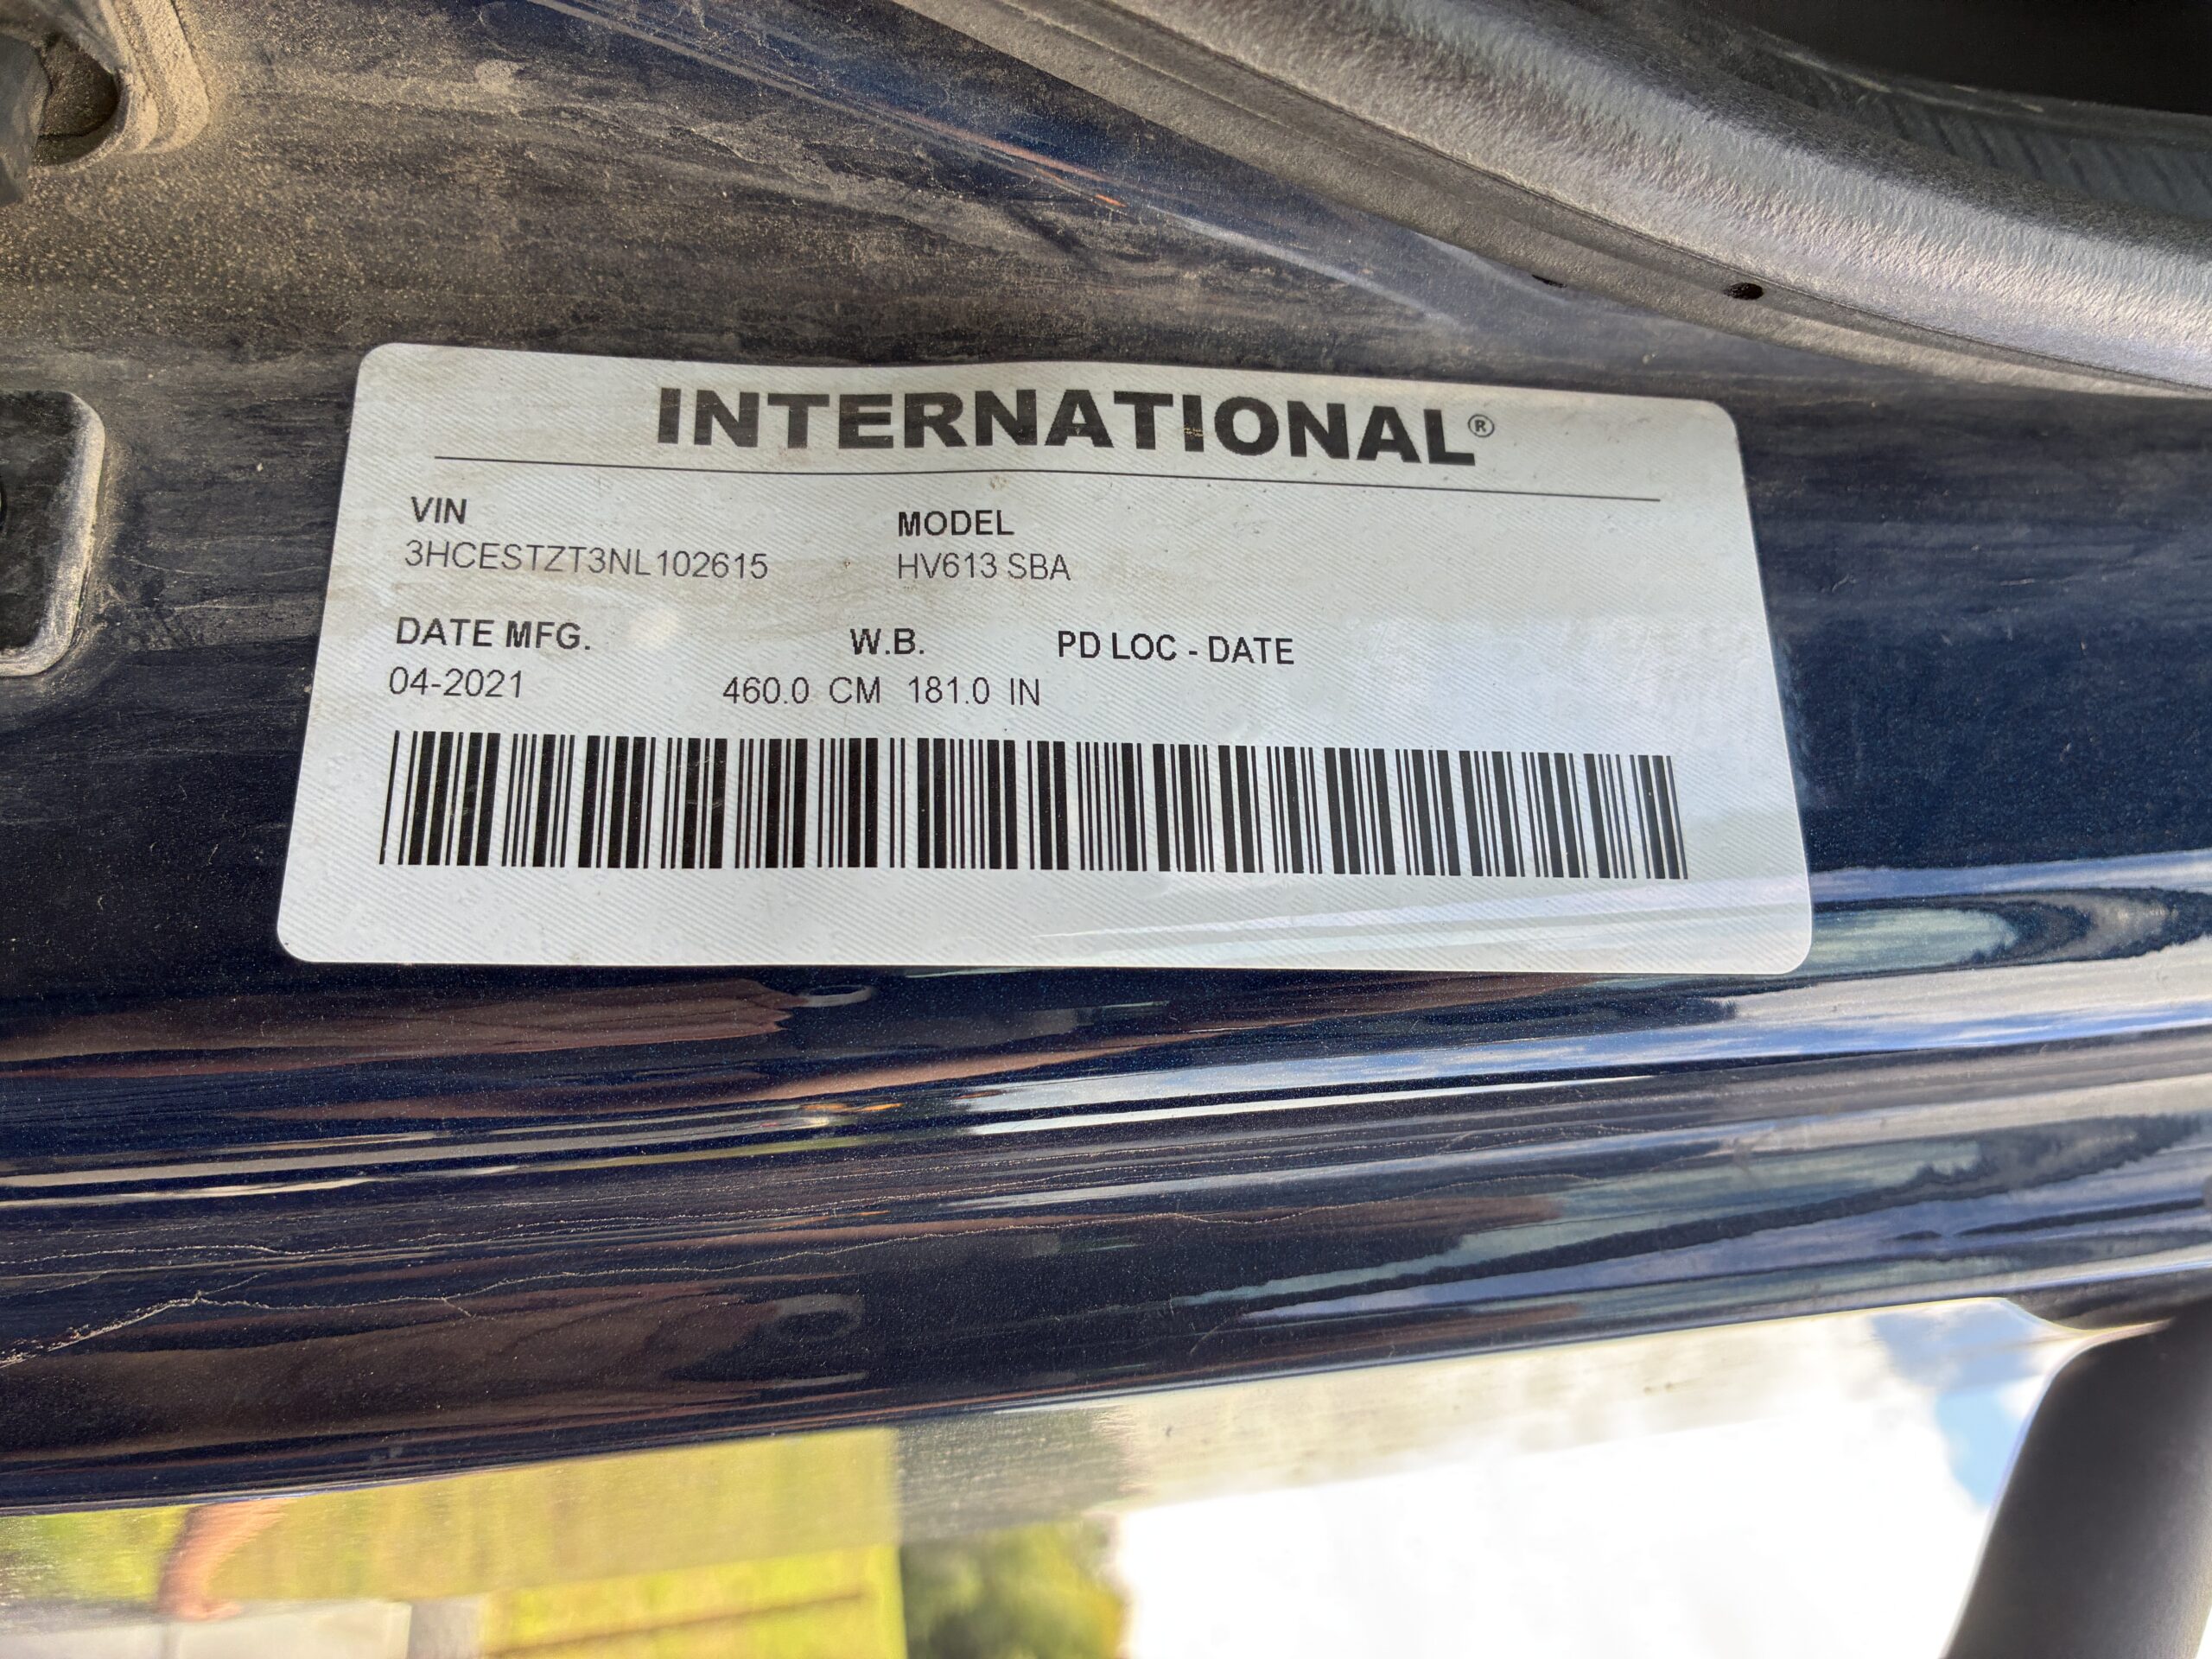 INTERNATIONAL®
VIN MODEL
3HCESTZT3NL102615 HV613 SBA
DATE MFG. W.B. PD LOC - DATE
04-2021 460.0 CM 181.0 IN